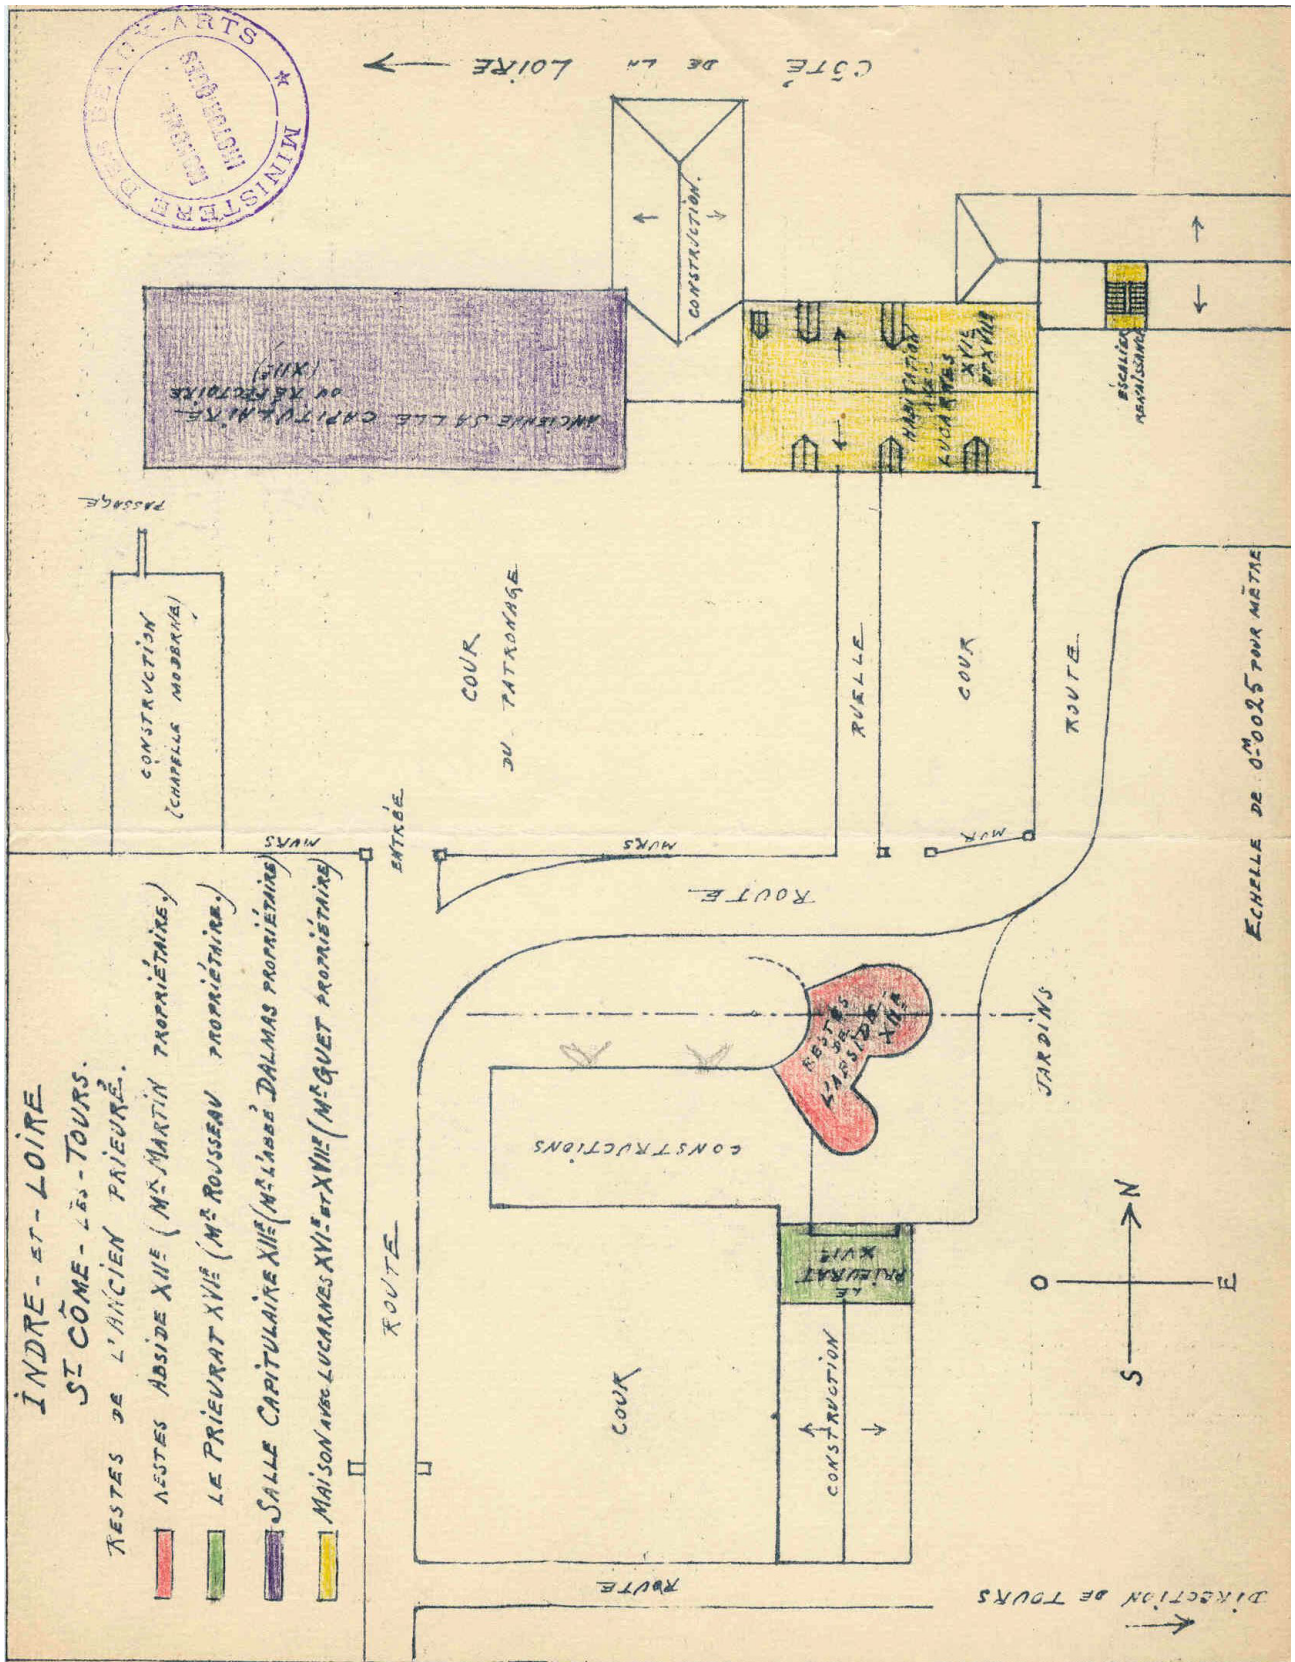 INDRE-ET-LOIRE
ST CÔME-LÈS-TOURS.
RESTES DE L'ANCIEN PRIEURÉ.
RESTES ABSIDE XIIE (MR MARTIN PROPRIÉTAIRE.)
LE PRIEURAT XVIE (MR ROUSSEAU PROPRIÉTAIRE.)
SALLE CAPITULAIRE XIIE (MR L'ABBÉ DALMAS PROPRIÉTAIRE)
MAISON AVEC LUCARNES XVIE ET XVIIE (MR GUET PROPRIÉTAIRE)
MINISTERE DES BEAUX-ARTS ★
HISTORIQUES
CÔTÉ DE LA LOIRE
CONSTRUCTION.
ANCIENNE SALLE CAPITULAIRE
OU RÉFECTOIRE
(XIIE)
PASSAGE
CONSTRUCTION
(CHAPELLE MODERNE)
HABITATION
LUCARNES
XVIE
ET XVIIE
ESCALIER
RENAISSANCE
COUR
DU PATRONAGE
RUELLE
COUR
ROUTE
MURS
ENTRÉE
MURS
MUR
ROUTE
ROUTE
CONSTRUCTIONS
RESTES
DE
L'ABSIDE
XIIE
JARDINS
LE
PRIEURAT
XVIE
COUR
CONSTRUCTION
ROUTE
DIRECTION DE TOURS
S
N
O
E
ECHELLE DE 0M0025 POUR MÈTRE